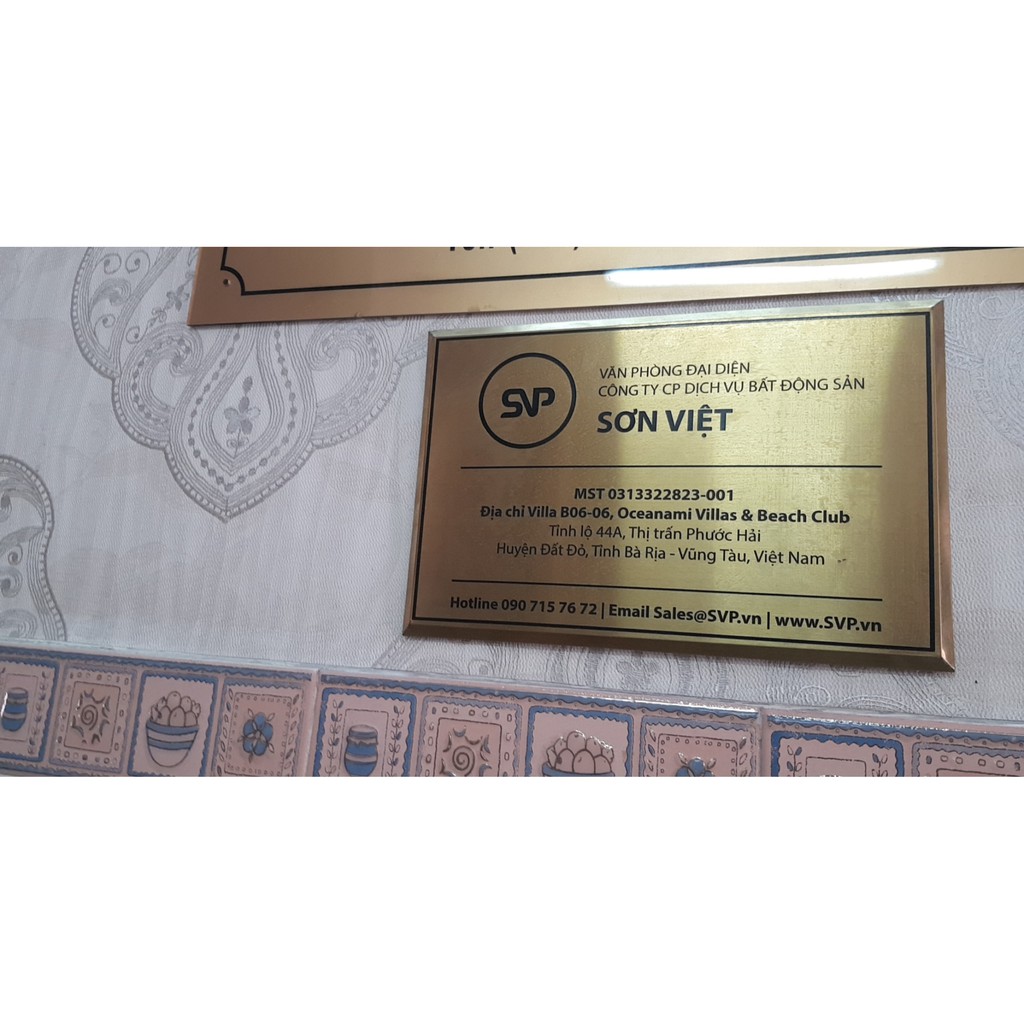 SVP
VĂN PHÒNG ĐẠI DIỆN
CÔNG TY CP DỊCH VỤ BẤT ĐỘNG SẢN
SƠN VIỆT
MST 0313322823-001
Địa chỉ Villa B06-06, Oceanami Villas & Beach Club
Tỉnh lộ 44A, Thị trấn Phước Hải
Huyện Đất Đỏ, Tỉnh Bà Rịa - Vũng Tàu, Việt Nam
Hotline 090 715 76 72 | Email Sales@SVP.vn | www.SVP.vn